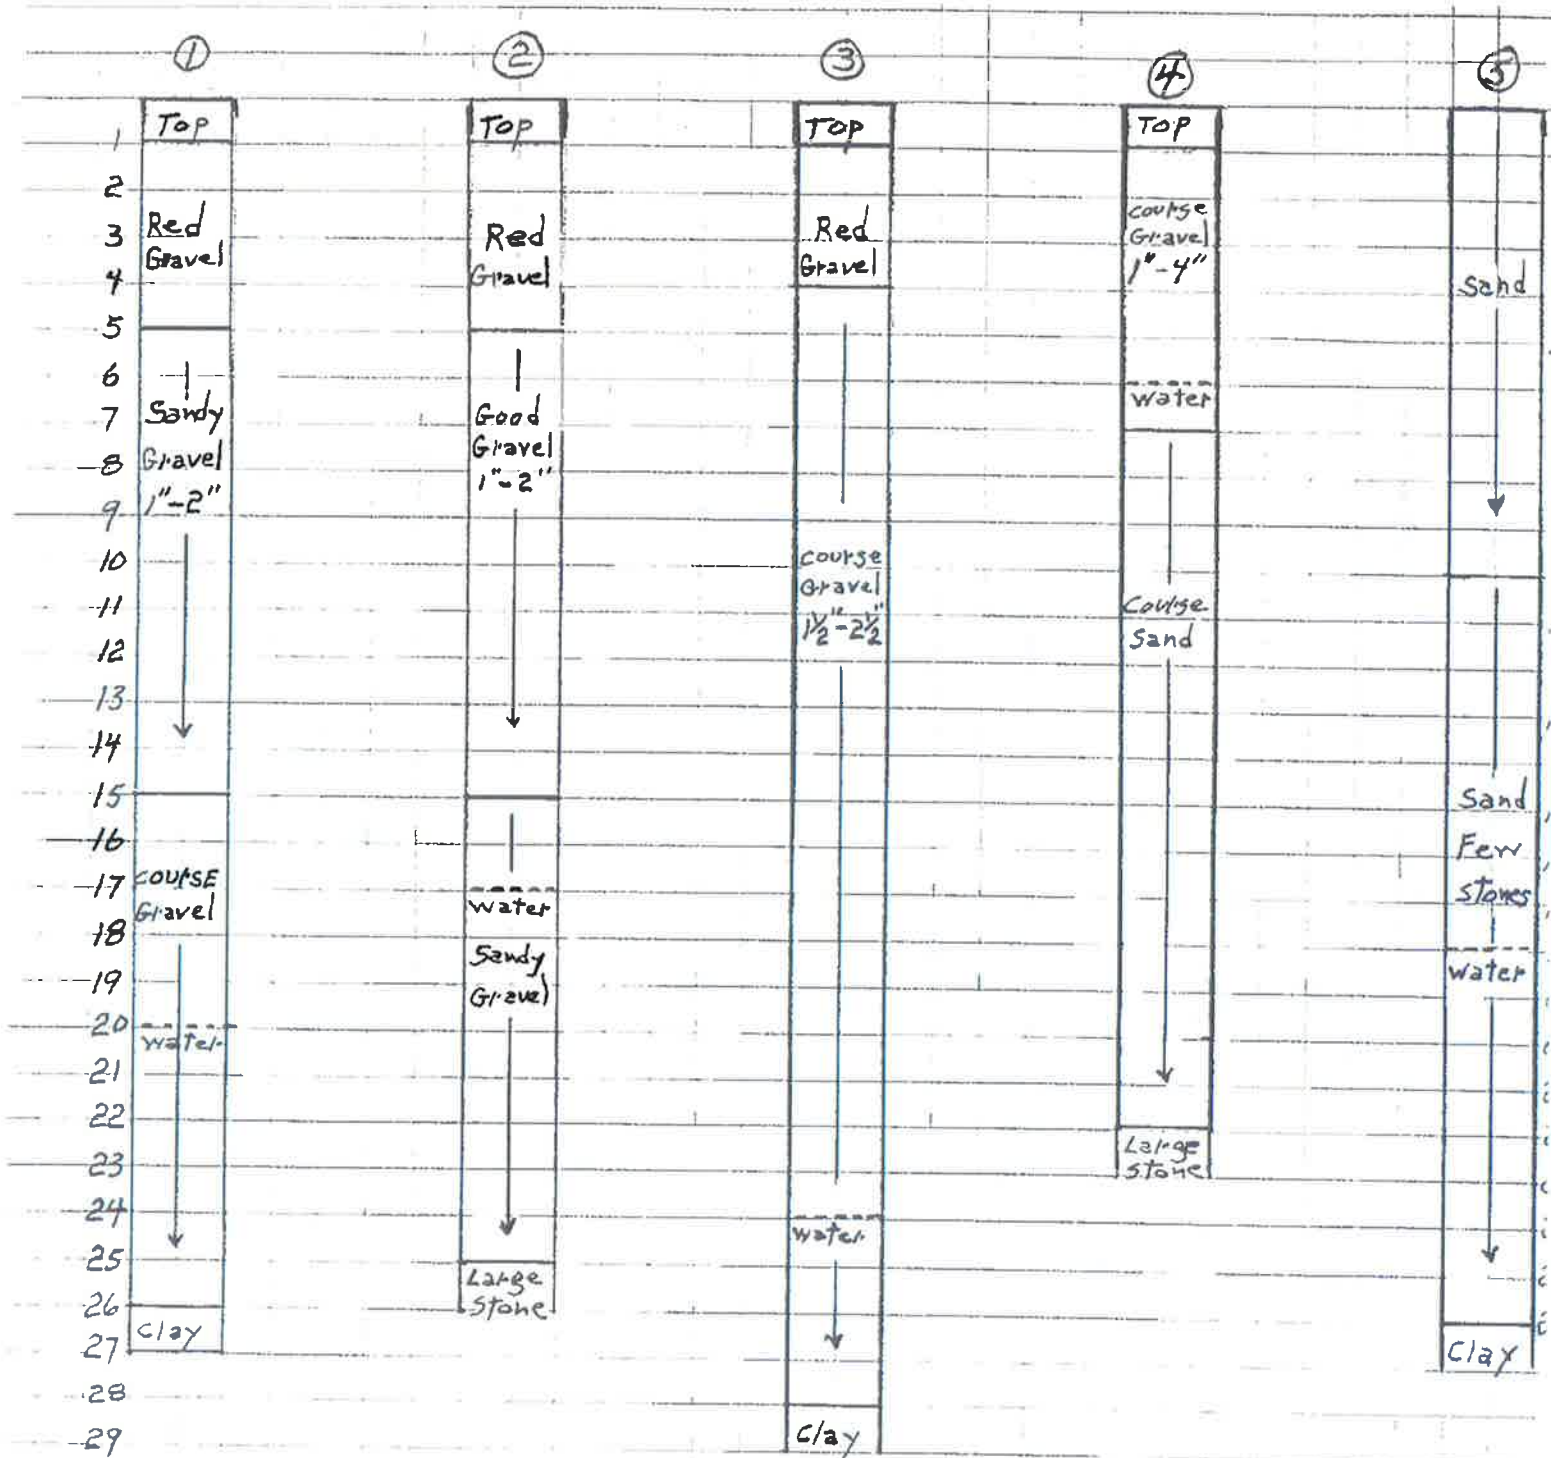 ① ② ③ ④ ⑤
1
2
3
4
5
6
7
8
9
10
11
12
13
14
15
16
17
18
19
20
21
22
23
24
25
26
27
28
29
Top
Red
Gravel
Sandy
Gravel
1"-2"
COURSE
Gravel
water
Clay
Top
Red
Gravel
Good
Gravel
1"-2"
water
Sandy
Gravel
Large
Stone
Top
Red
Gravel
course
Gravel
1½"-2½"
water
Clay
Top
course
Gravel
1"-4"
water
Course
Sand
Large
stone
Sand
Sand
Few
stones
water
Clay